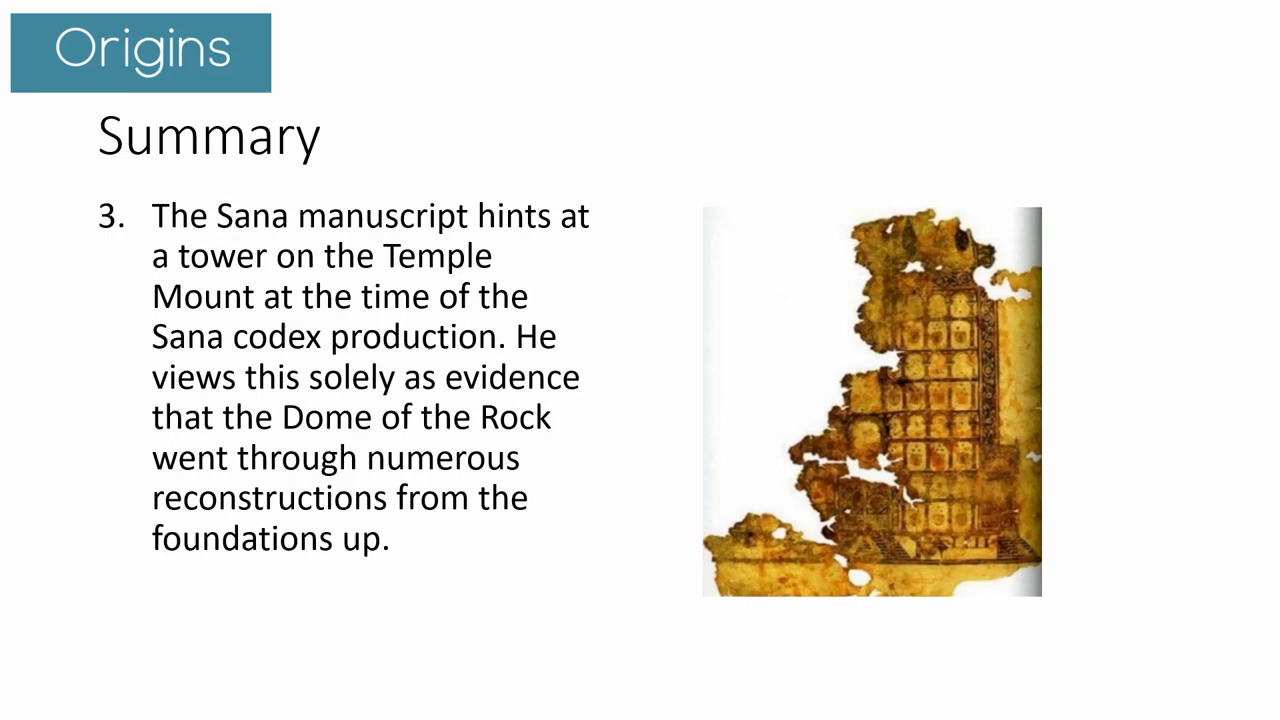 Origins
Summary
3. The Sana manuscript hints at
a tower on the Temple
Mount at the time of the
Sana codex production. He
views this solely as evidence
that the Dome of the Rock
went through numerous
reconstructions from the
foundations up.